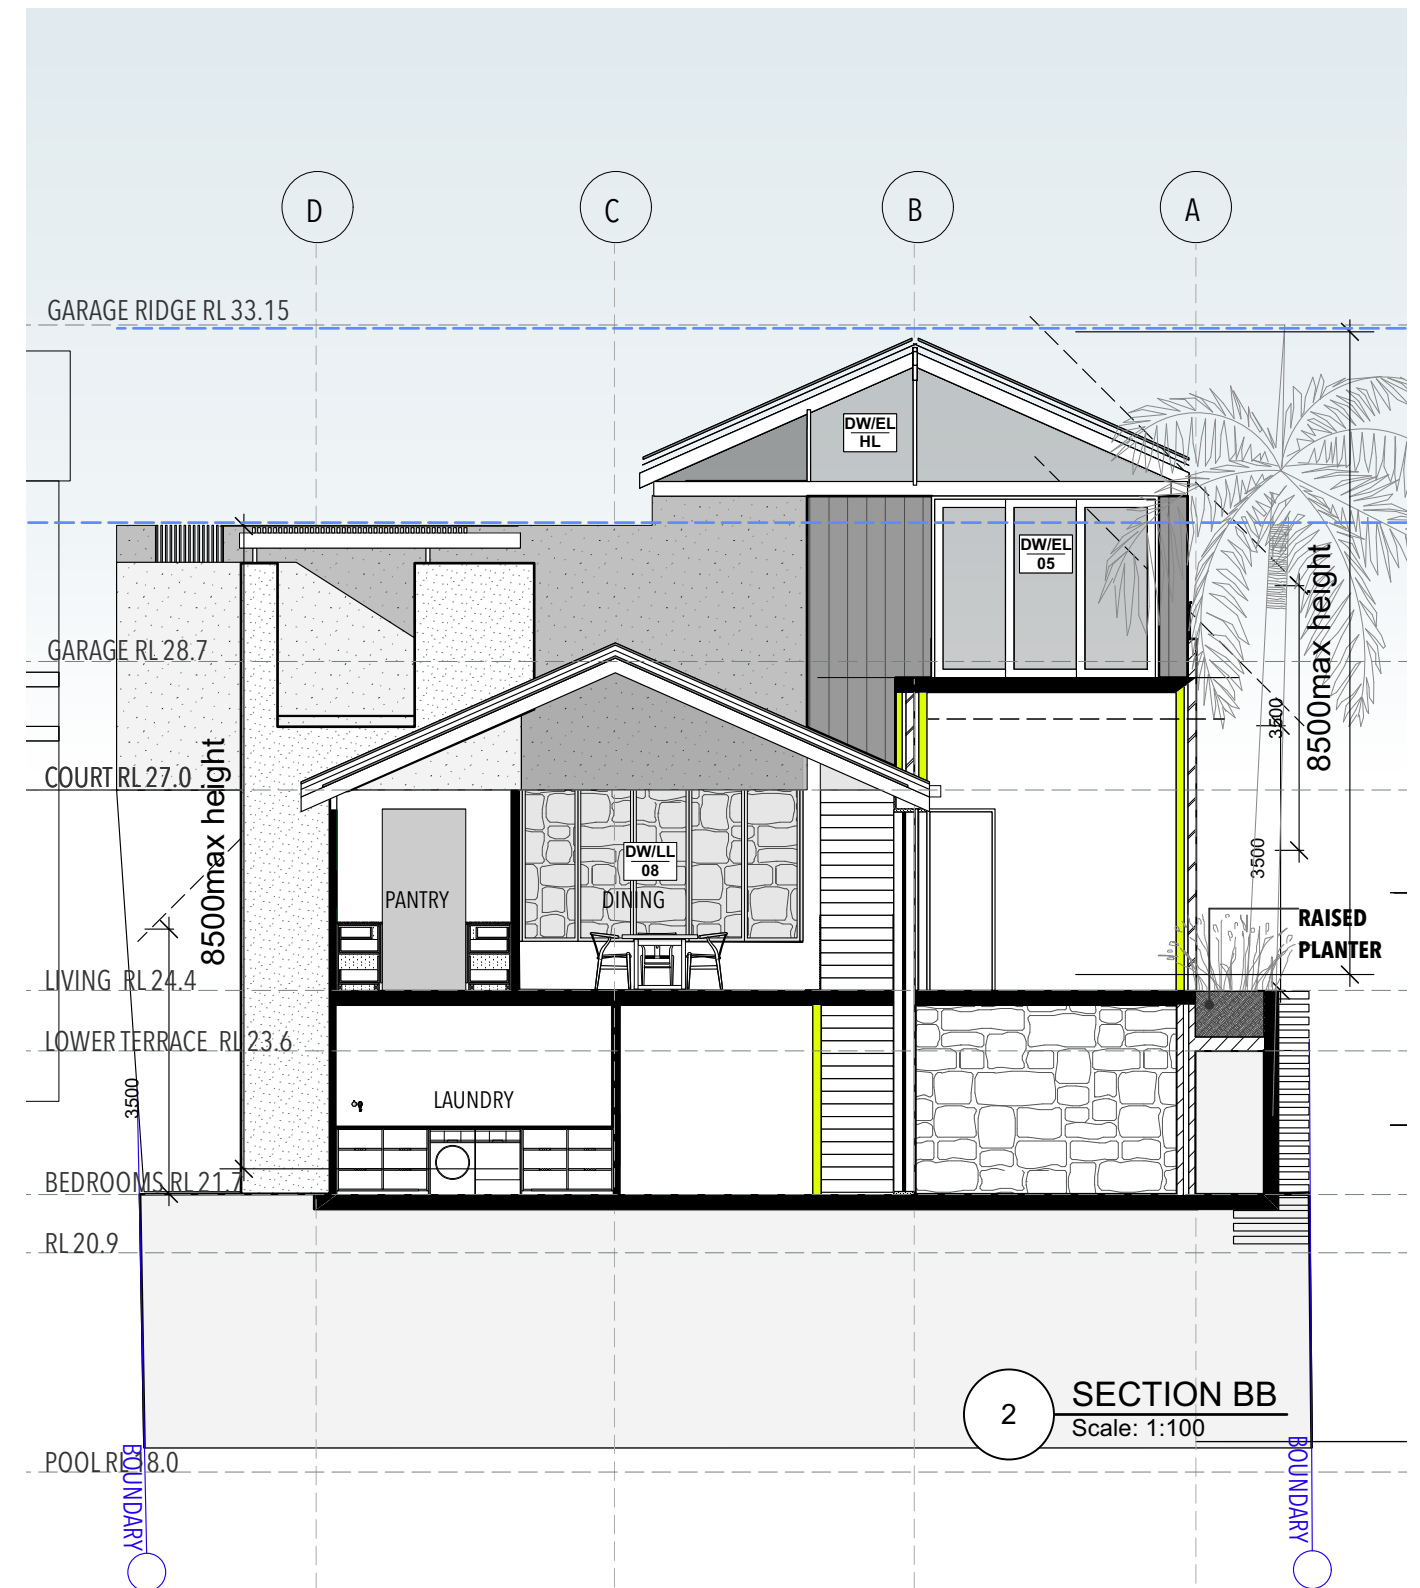 D
C
B
A
GARAGE RIDGE RL 33.15
DW/EL
HL
DW/EL
05
8500max height
GARAGE RL 28.7
3500
COURT RL 27.0
8500max height
3500
DW/LL
08
PANTRY
DINING
RAISED
PLANTER
LIVING RL 24.4
LOWER TERRACE RL 23.6
3500
LAUNDRY
BEDROOMS RL 21.7
RL 20.9
2
SECTION BB
Scale: 1:100
POOL RL 18.0
BOUNDARY
BOUNDARY